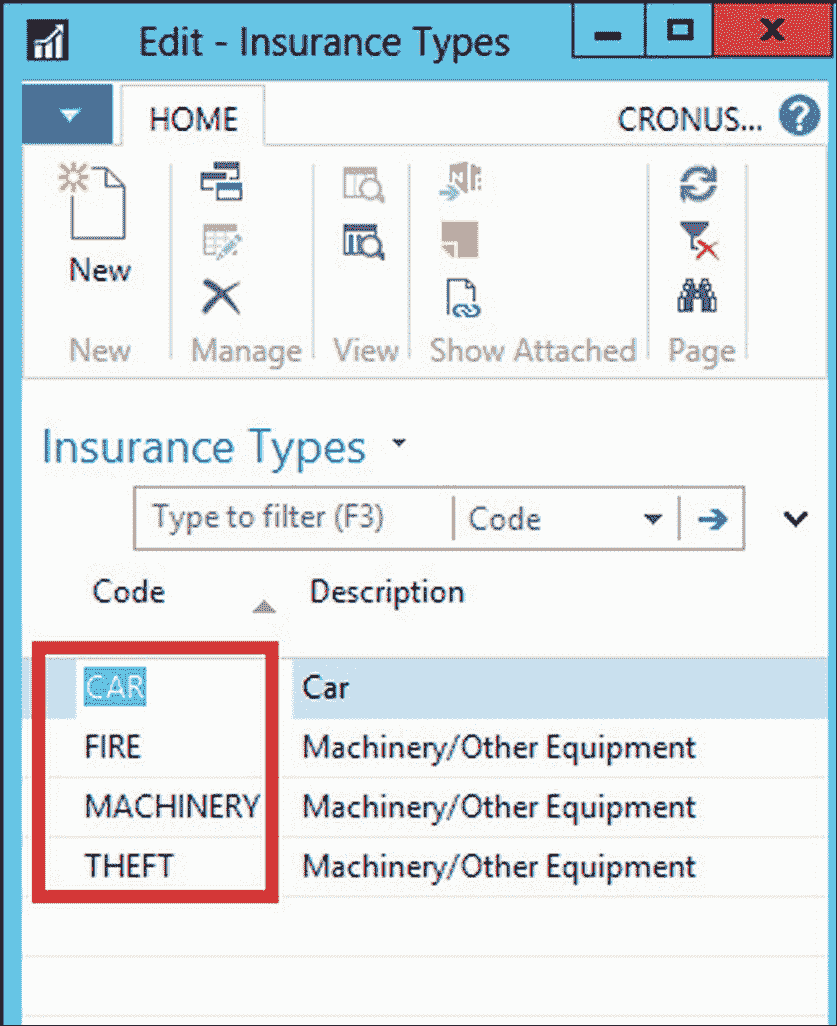 Edit - Insurance Types
HOME CRONUS... ?
New
New Manage View Show Attached Page
Insurance Types
Type to filter (F3) Code
Code Description
CAR Car
FIRE Machinery/Other Equipment
MACHINERY Machinery/Other Equipment
THEFT Machinery/Other Equipment